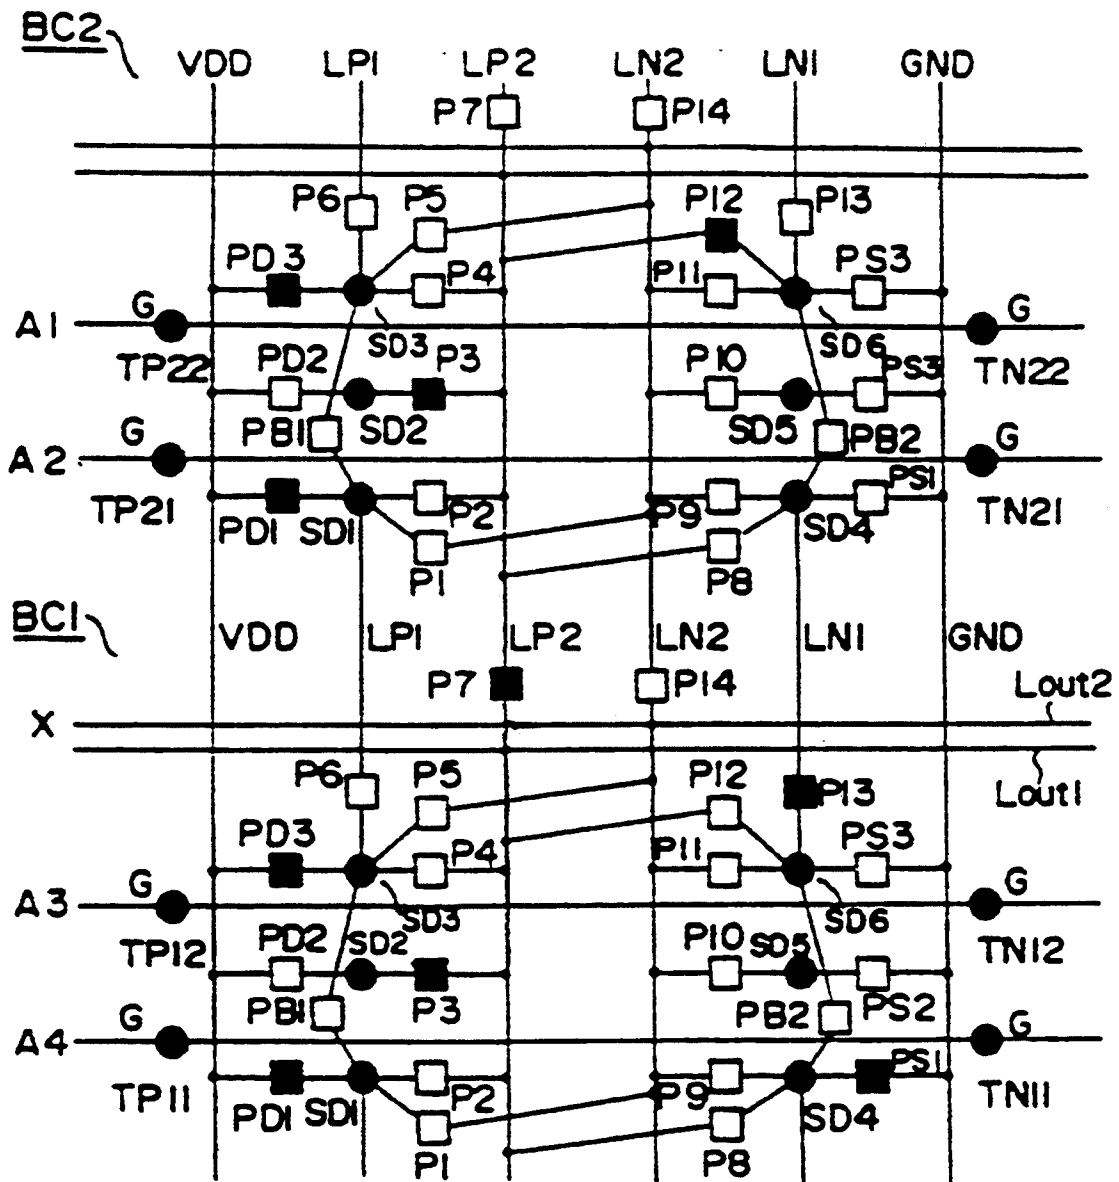 BC2
VDD LP1 LP2 LN2 LN1 GND
P7 P14
P6 P5 P12 P13
PD3 P4 P11 PS3
A1 G SD3 SD6 G
TP22 PD2 P3 P10 PS3 TN22
G PB1 SD2 SD5 PB2 G
A2
TP21 PS1 TN21
PD1 SD1 P2 P9 SD4
P1 P8
BC1
VDD LP1 LP2 LN2 LN1 GND
P7 P14 Lout2
X
P6 P5 P12 P13 Lout1
PD3 P4 P11 PS3
A3 G SD3 SD6 G
TP12 PD2 SD2 P10 SD5 TN12
G PB1 P3 PB2 PS2 G
A4
TP11 PS1 TN11
PD1 SD1 P2 P9 SD4
P1 P8